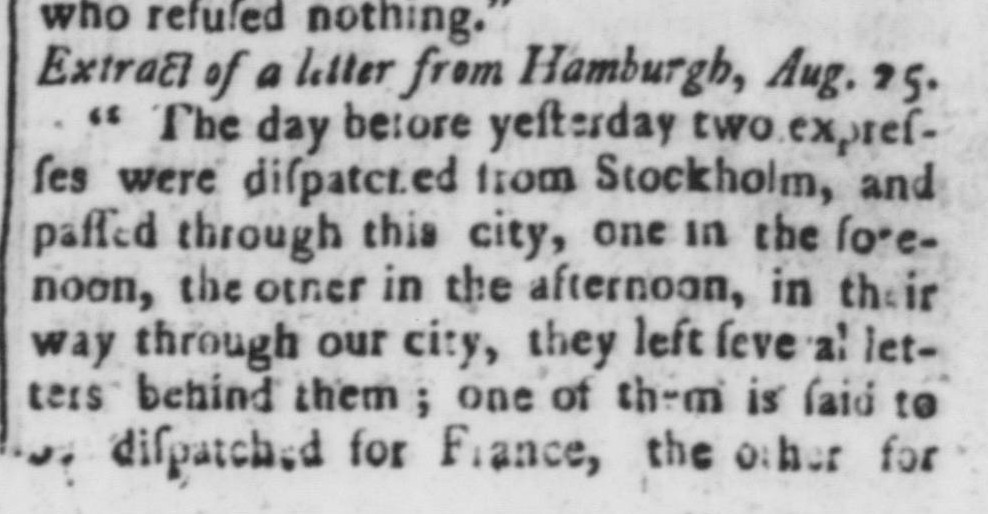 who refuſed nothing."
Extract of a letter from Hamburgh, Aug. 25.
" The day before yeſterday two expreſ-
ſes were diſpatched from Stockholm, and
paſſed through this city, one in the fore-
noon, the other in the afternoon, in their
way through our city, they left ſeveral let-
ters behind them ; one of them is ſaid to
be diſpatched for France, the other for